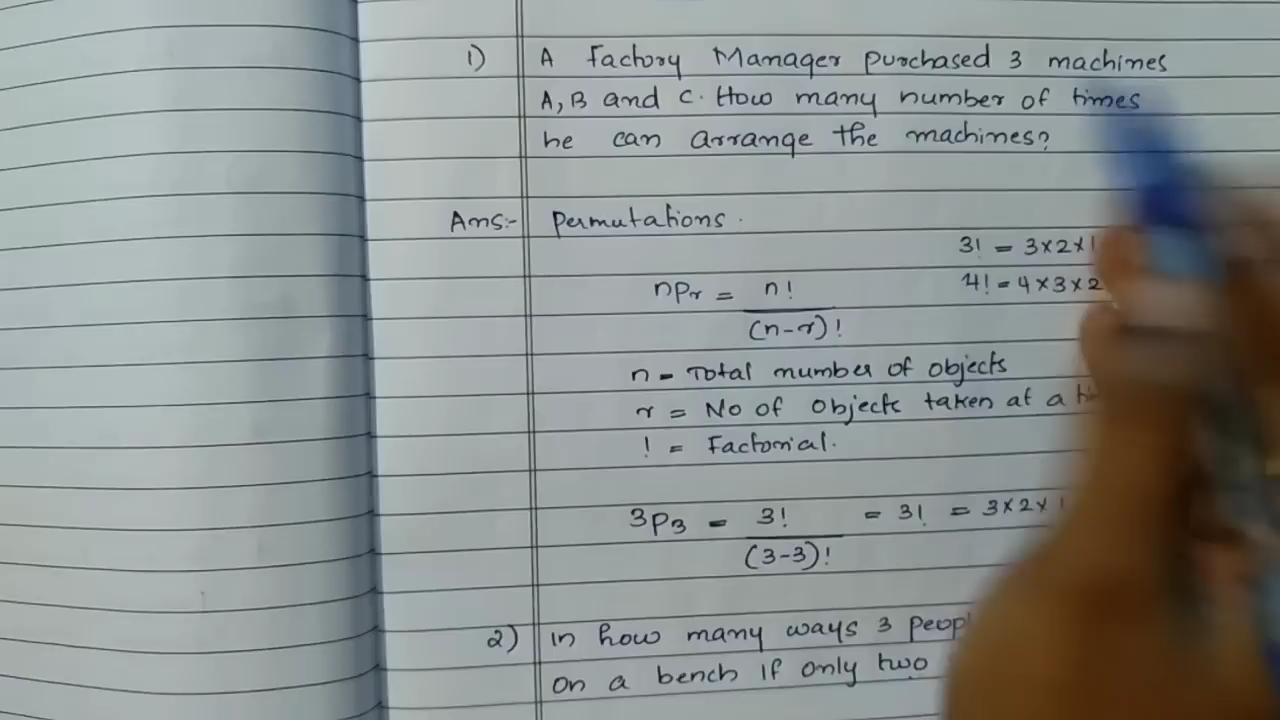 1) A Factory Manager purchased 3 machines
A, B and C. How many number of times
he can arrange the machines?
Ans:- Permutations.
3! = 3×2×1
4! = 4×3×2
nPr = n! / (n-r)!
n = Total number of objects
r = No of objects taken at a
! = Factorial.
3P3 = 3! / (3-3)! = 3! = 3×2×1
2) in how many ways 3
on a bench if only two